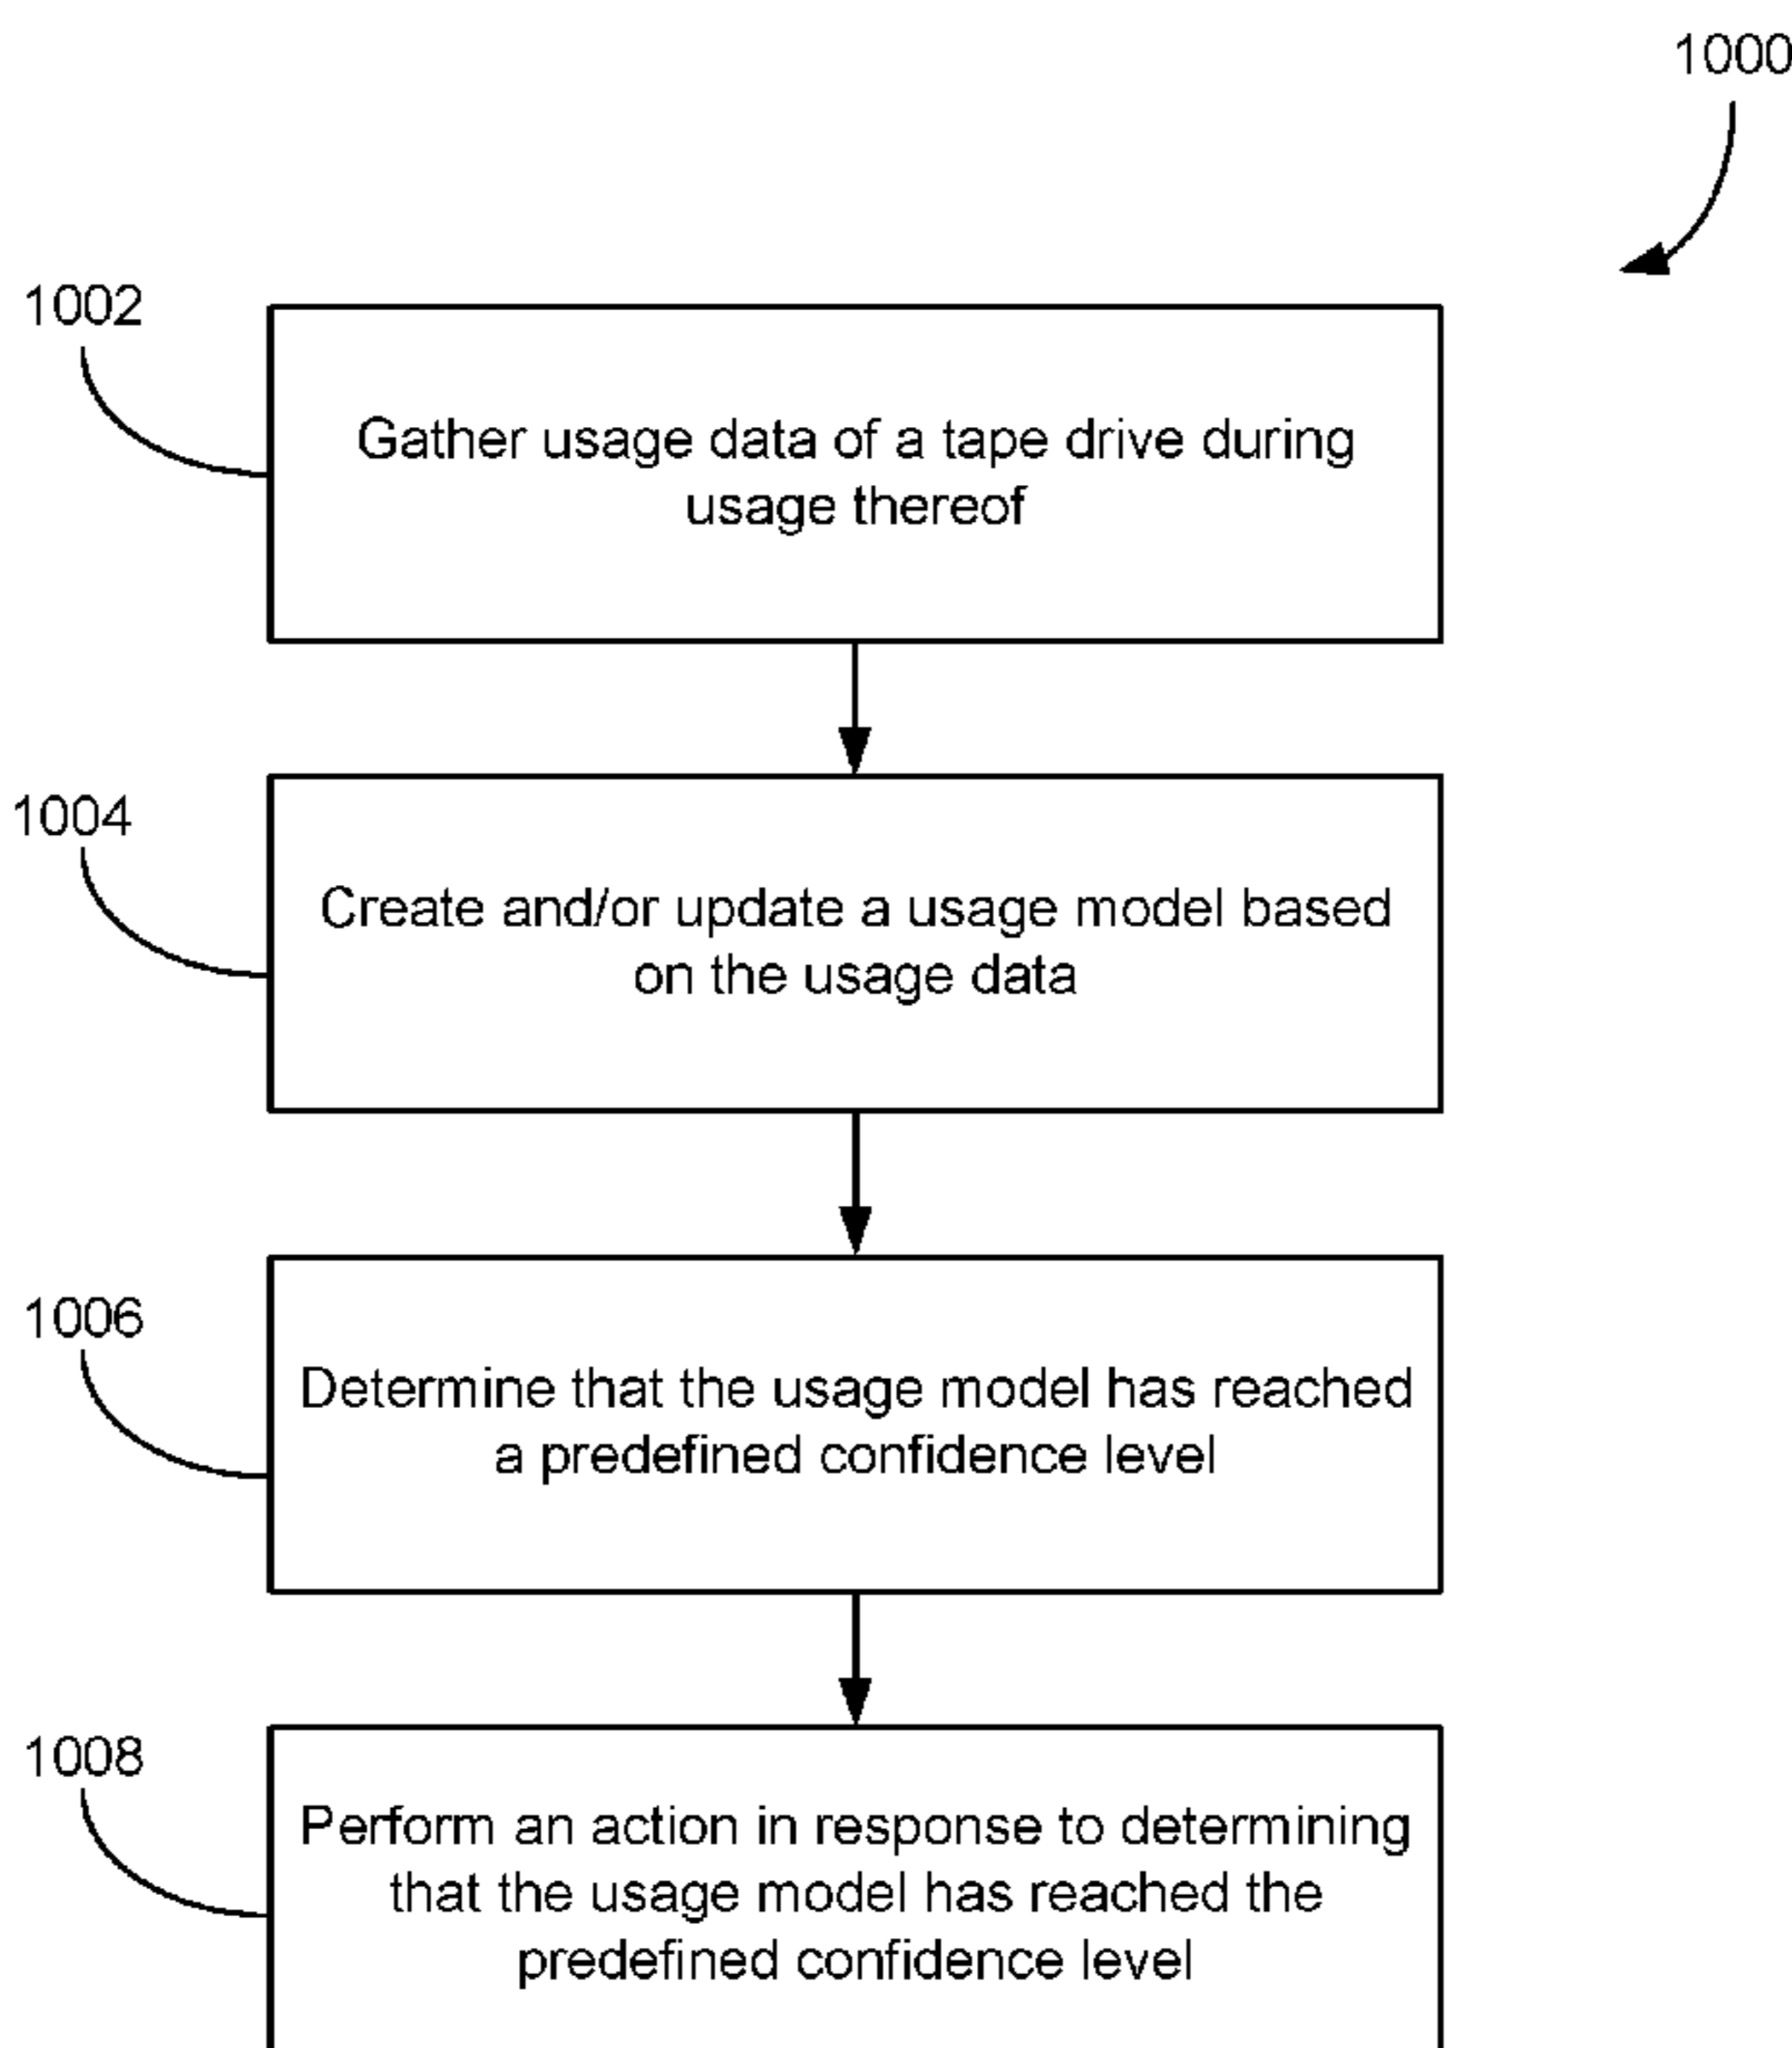 1000
1002
Gather usage data of a tape drive during
usage thereof
1004
Create and/or update a usage model based
on the usage data
1006
Determine that the usage model has reached
a predefined confidence level
1008
Perform an action in response to determining
that the usage model has reached the
predefined confidence level